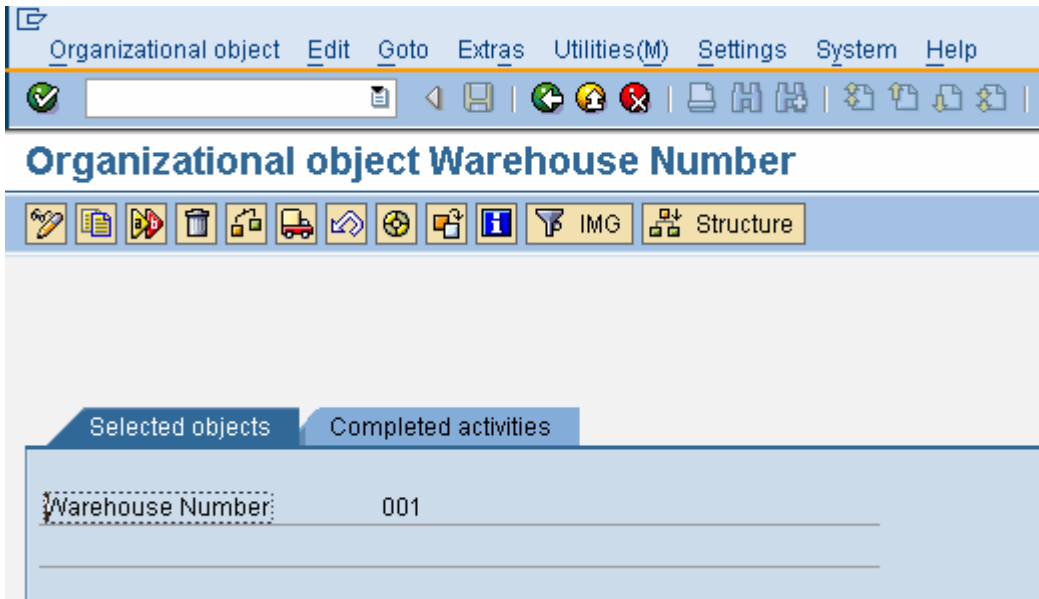 Organizational object Edit Goto Extras Utilities(M) Settings System Help
Organizational object Warehouse Number
IMG Structure
Selected objects Completed activities
Warehouse Number 001